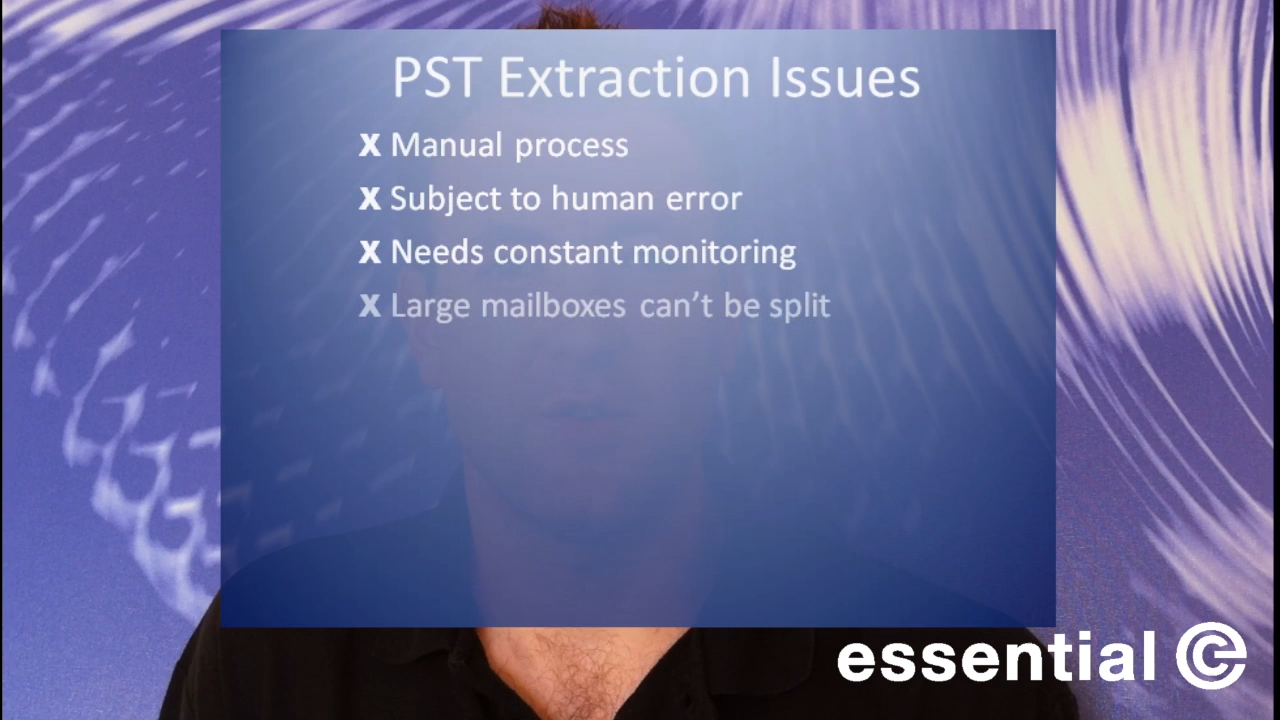 PST Extraction Issues
X Manual process
X Subject to human error
X Needs constant monitoring
X Large mailboxes can't be split
essential e